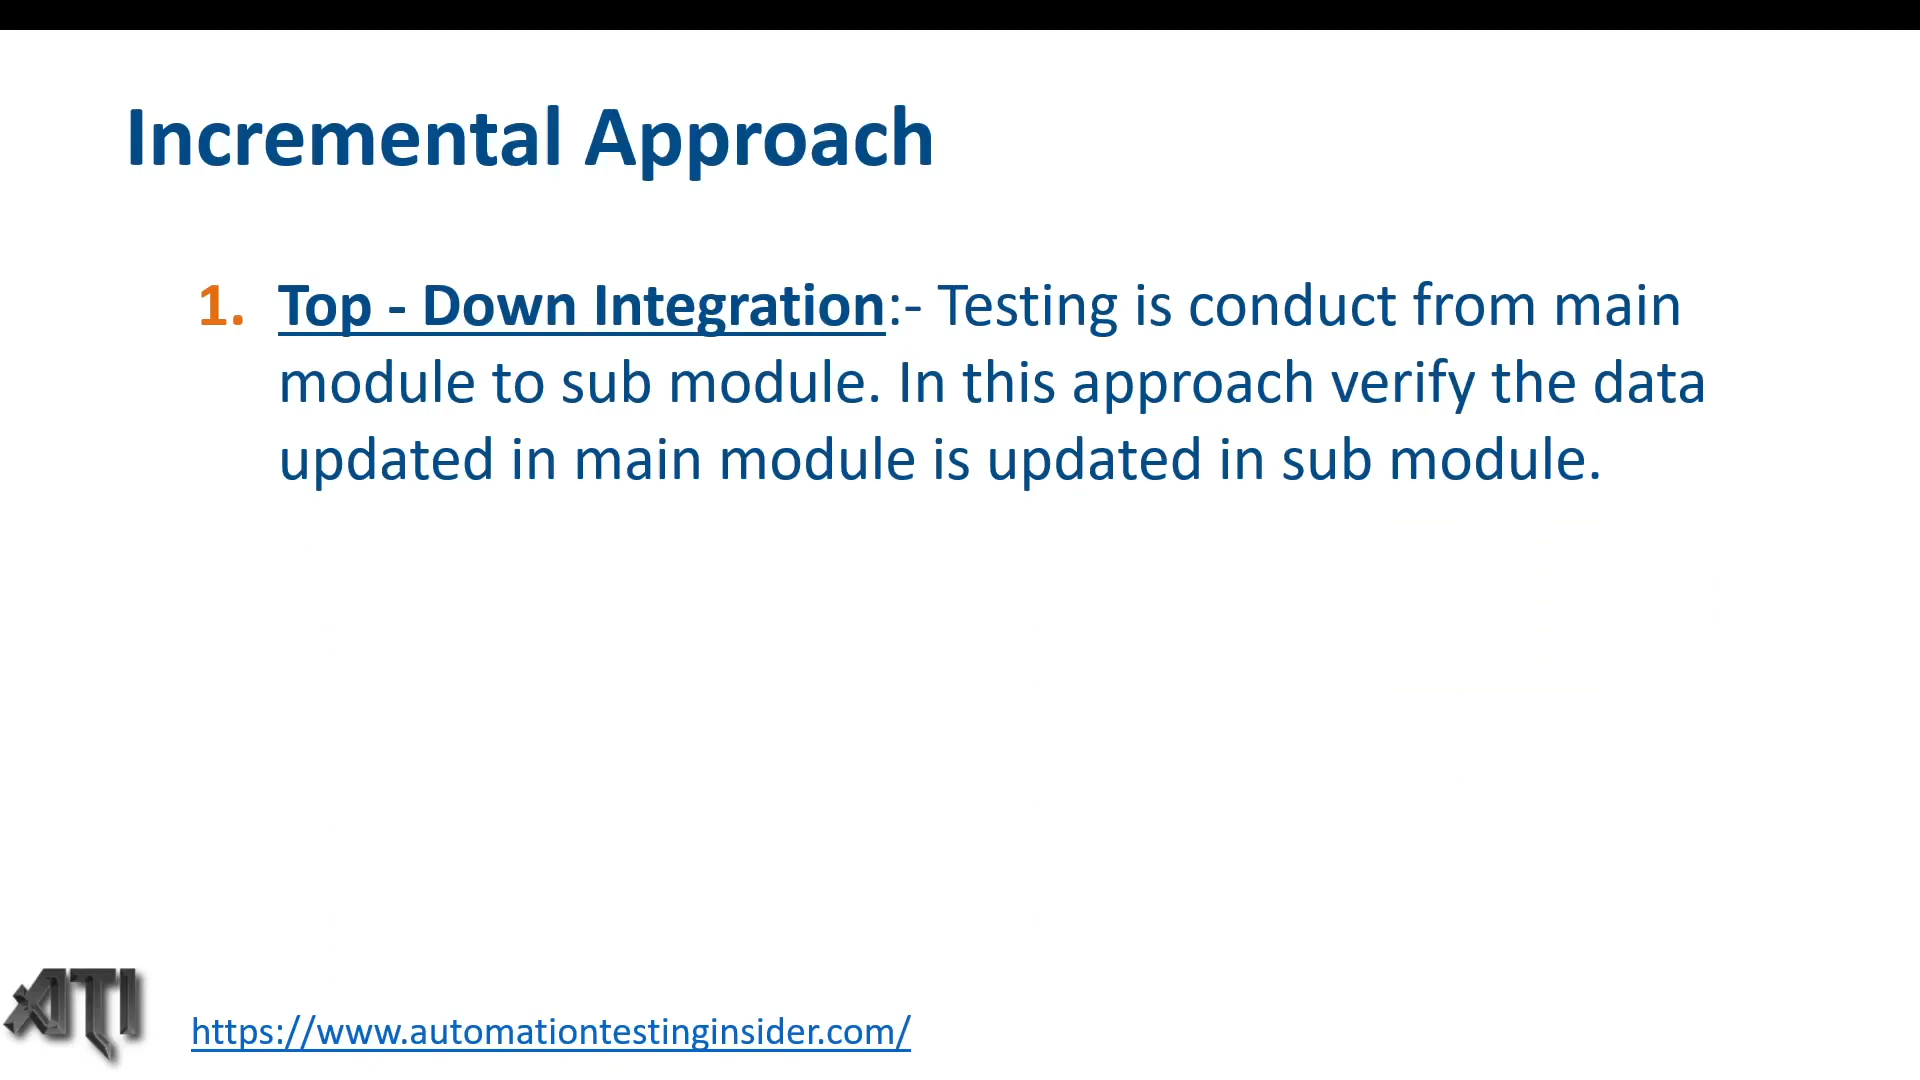 Incremental Approach
1. Top - Down Integration:- Testing is conduct from main
module to sub module. In this approach verify the data
updated in main module is updated in sub module.
ATI
https://www.automationtestinginsider.com/